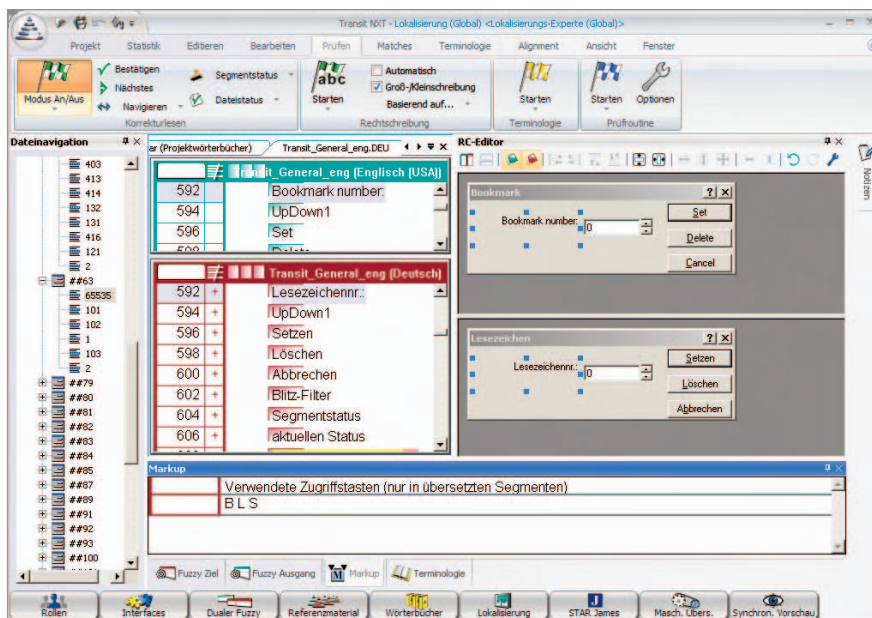 Transit NXT - Lokalisierung (Global) <Lokalisierungs-Experte (Global)>
Projekt Statistik Editieren Bearbeiten Prüfen Matches Terminologie Alignment Ansicht Fenster
Modus An/Aus
Bestätigen
Nächstes
Navigieren
Segmentstatus
Dateistatus
Korrekturlesen
abc
Starten
Automatisch
Groß-/Kleinschreibung
Basierend auf...
Rechtschreibung
Starten
Terminologie
Starten
Optionen
Prüfroutine
Dateinavigation
403
413
414
132
131
416
121
2
##63
65535
101
102
1
103
2
##79
##80
##81
##82
##83
##84
##85
##87
##89
##91
##92
##93
##100
ar (Projektwörterbücher) Transit_General_eng.DEU
it_General_eng (Englisch (USA))
592 Bookmark number:
594 UpDown1
596 Set
598 Delete
Transit_General_eng (Deutsch)
592 + Lesezeichennr.:
594 + UpDown1
596 + Setzen
598 + Löschen
600 + Abbrechen
602 + Blitz-Filter
604 + Segmentstatus
606 + aktuellen Status
RC-Editor
Bookmark
Bookmark number: 0
Set
Delete
Cancel
Lesezeichen
Lesezeichennr.: 0
Setzen
Löschen
Abbrechen
Notizen
Markup
Verwendete Zugriffstasten (nur in übersetzten Segmenten)
B L S
Fuzzy Ziel Fuzzy Ausgang Markup Terminologie
Rollen Interfaces Dualer Fuzzy Referenzmaterial Wörterbücher Lokalisierung STAR James Masch. Übers. Synchron. Vorschau